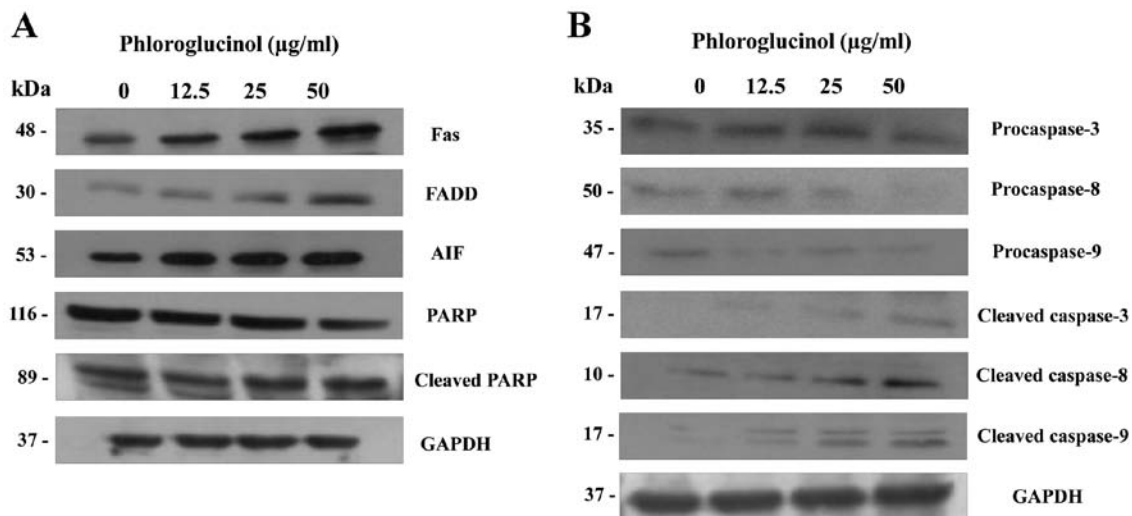 A
Phloroglucinol (µg/ml)
kDa
0 12.5 25 50
48 - Fas
30 - FADD
53 - AIF
116 - PARP
89 - Cleaved PARP
37 - GAPDH
B
Phloroglucinol (µg/ml)
kDa
0 12.5 25 50
35 - Procaspase-3
50 - Procaspase-8
47 - Procaspase-9
17 - Cleaved caspase-3
10 - Cleaved caspase-8
17 - Cleaved caspase-9
37 - GAPDH